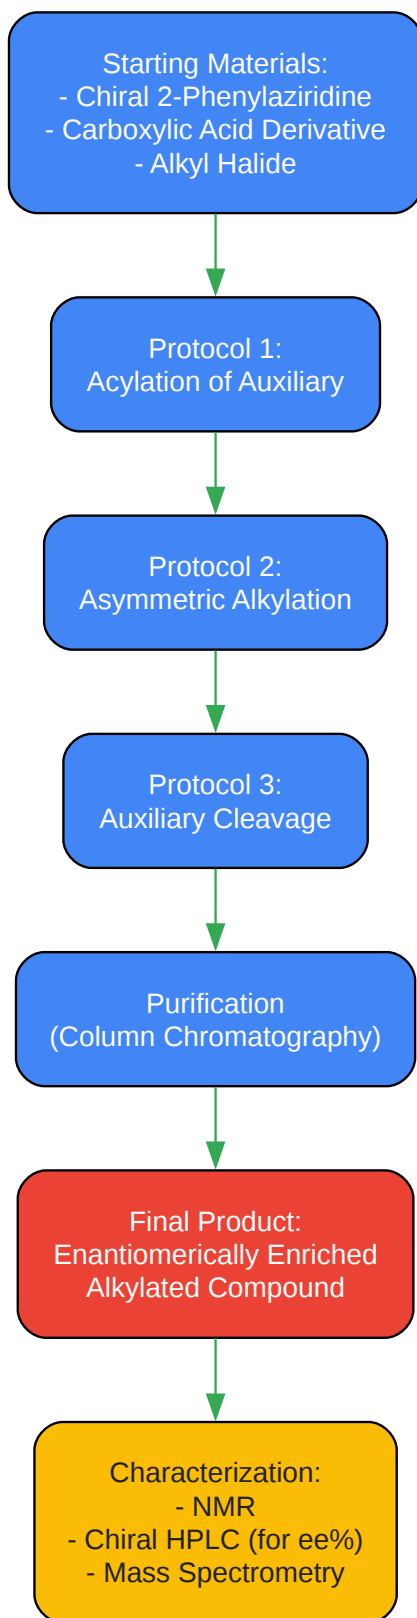 Starting Materials:
- Chiral 2-Phenylaziridine
- Carboxylic Acid Derivative
- Alkyl Halide
Protocol 1:
Acylation of Auxiliary
Protocol 2:
Asymmetric Alkylation
Protocol 3:
Auxiliary Cleavage
Purification
(Column Chromatography)
Final Product:
Enantiomerically Enriched
Alkylated Compound
Characterization:
- NMR
- Chiral HPLC (for ee%)
- Mass Spectrometry